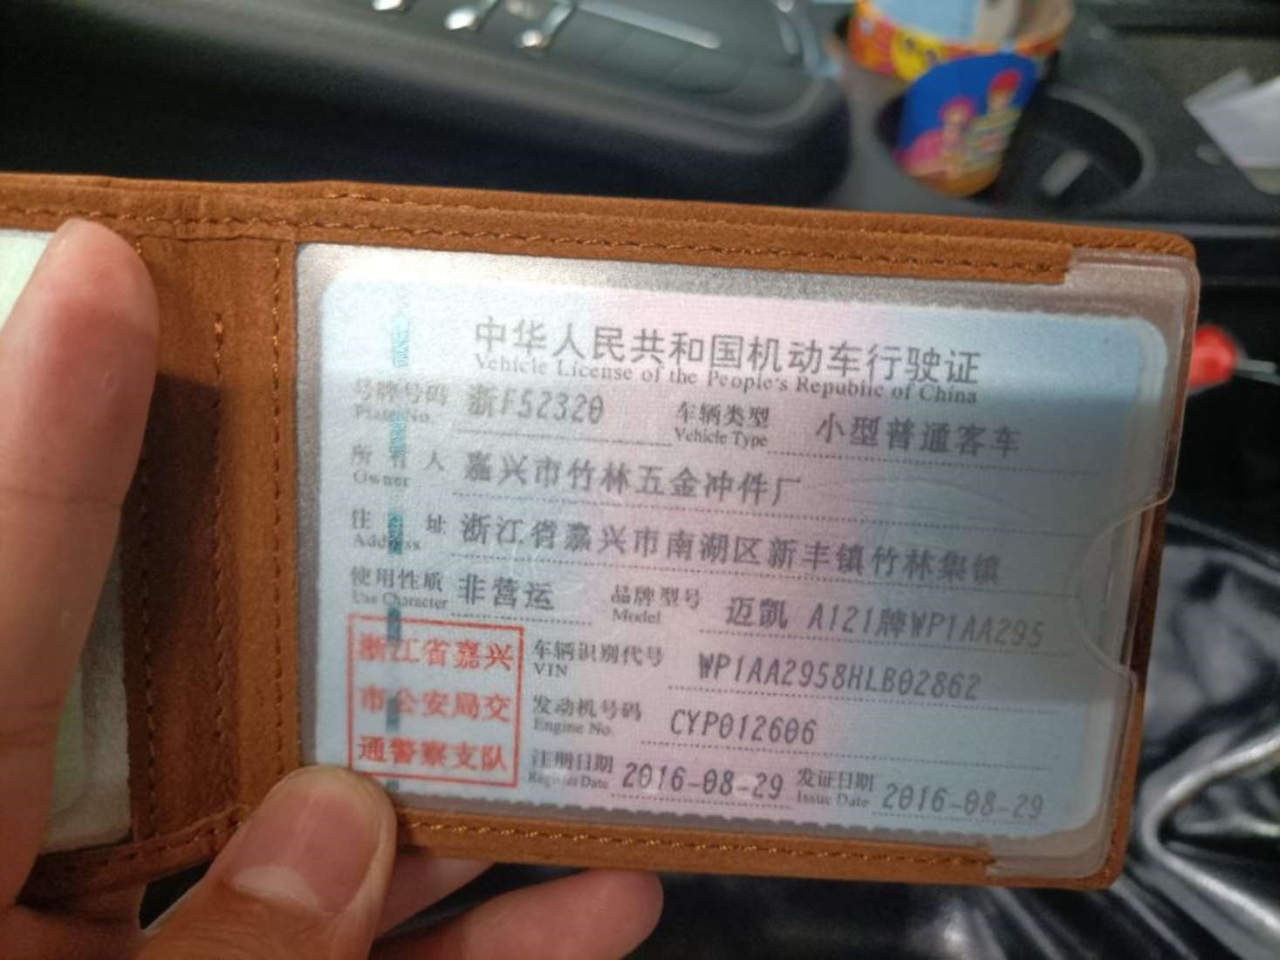 中华人民共和国机动车行驶证
Vehicle License of the People's Republic of China
号牌号码 浙F52320 车辆类型 小型普通客车
Plate No. Vehicle Type
所有人 嘉兴市竹林五金冲件厂
Owner
住址 浙江省嘉兴市南湖区新丰镇竹林集镇
Address
使用性质 非营运 品牌型号 迈凯 A121牌WP1AA295
Use Character Model
浙江省嘉兴
市公安局交
通警察支队
车辆识别代号 WP1AA2958HLB02862
VIN
发动机号码 CYP012606
Engine No.
注册日期 2016-08-29 发证日期 2016-08-29
Register Date Issue Date